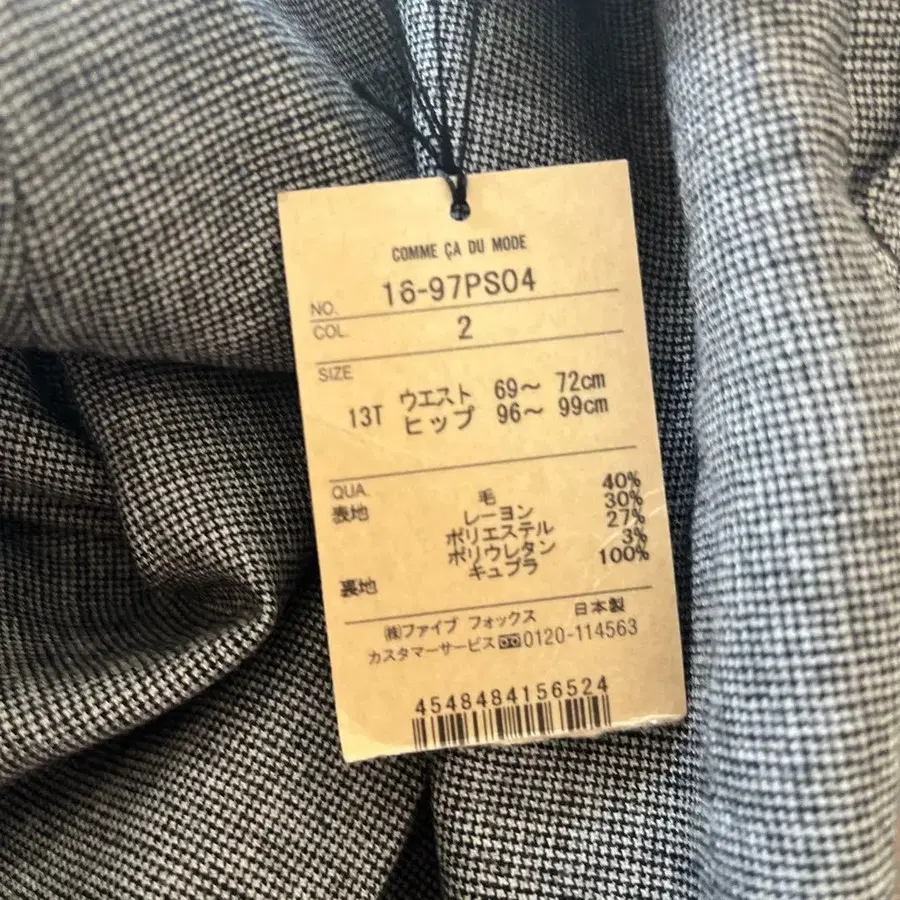 COMME ÇA DU MODE
NO. 16-97PS04
COL 2
SIZE
13T ウエスト 69～ 72cm
ヒップ 96～ 99cm
QUA
表地 毛 40%
レーヨン 30%
ポリエステル 27%
ポリウレタン 3%
裏地 キュプラ 100%
㈱ファイブ フォックス 日本製
カスタマーサービス 0120-114563
4548484156524